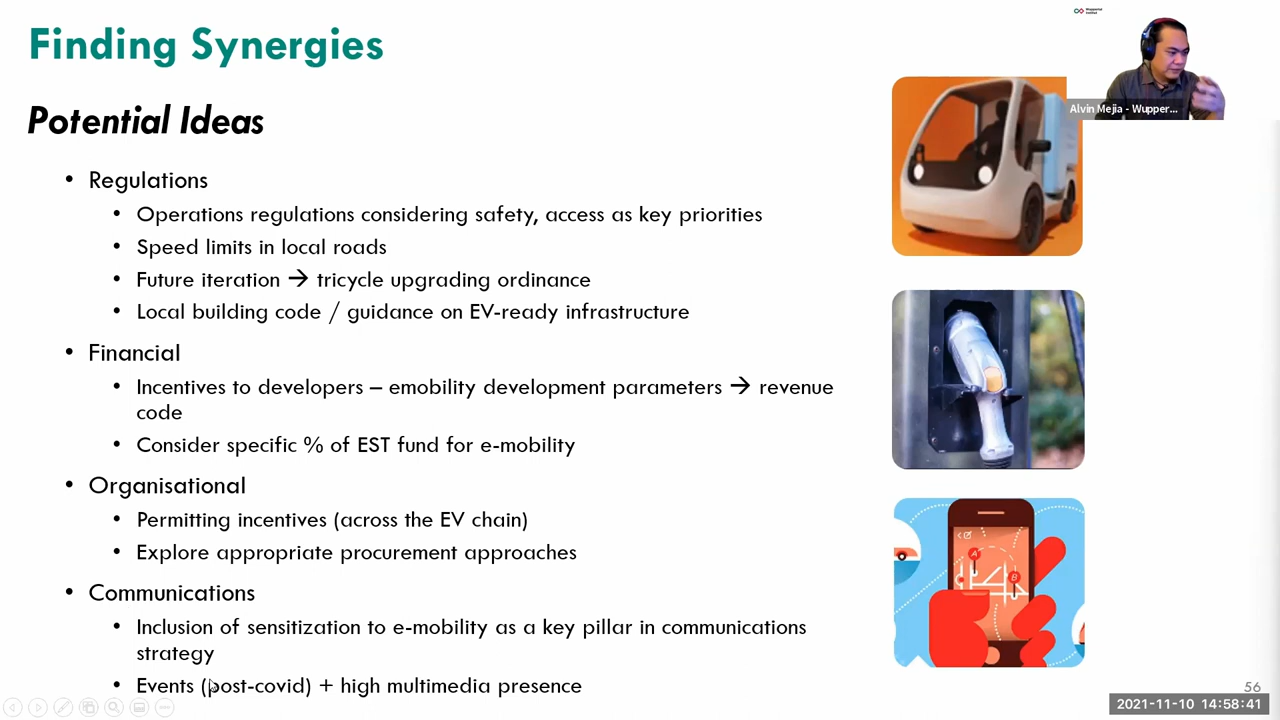 Finding Synergies
Wuppertal
Institut
Alvin Mejia - Wupper...
Potential Ideas
• Regulations
• Operations regulations considering safety, access as key priorities
• Speed limits in local roads
• Future iteration → tricycle upgrading ordinance
• Local building code / guidance on EV-ready infrastructure
• Financial
• Incentives to developers – emobility development parameters → revenue
code
• Consider specific % of EST fund for e-mobility
• Organisational
• Permitting incentives (across the EV chain)
• Explore appropriate procurement approaches
• Communications
• Inclusion of sensitization to e-mobility as a key pillar in communications
strategy
• Events (post-covid) + high multimedia presence
A
B
56
2021-11-10 14:58:41